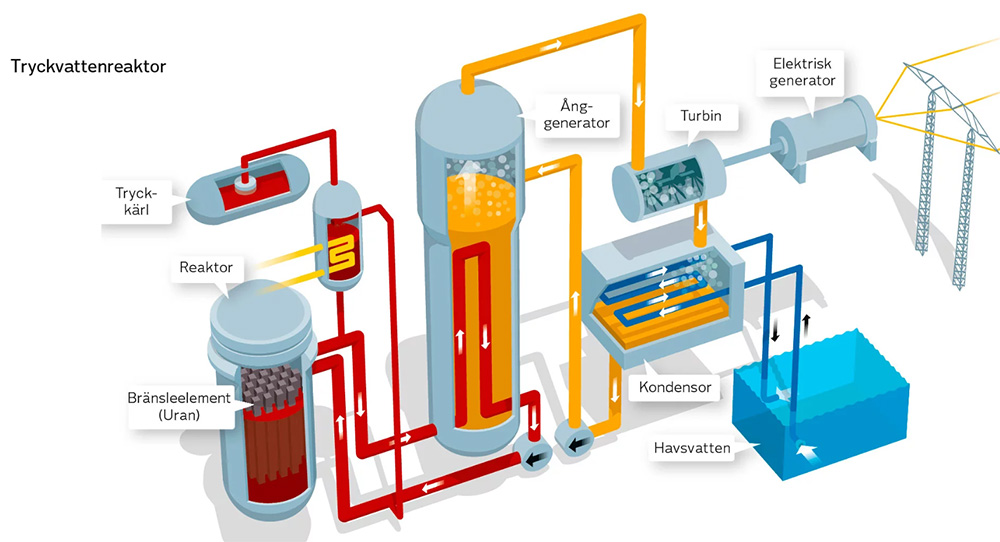 Tryckvattenreaktor
Elektrisk
generator
Ång-
generator
Turbin
Tryck-
kärl
Reaktor
Bränsleelement
(Uran)
Kondensor
Havsvatten